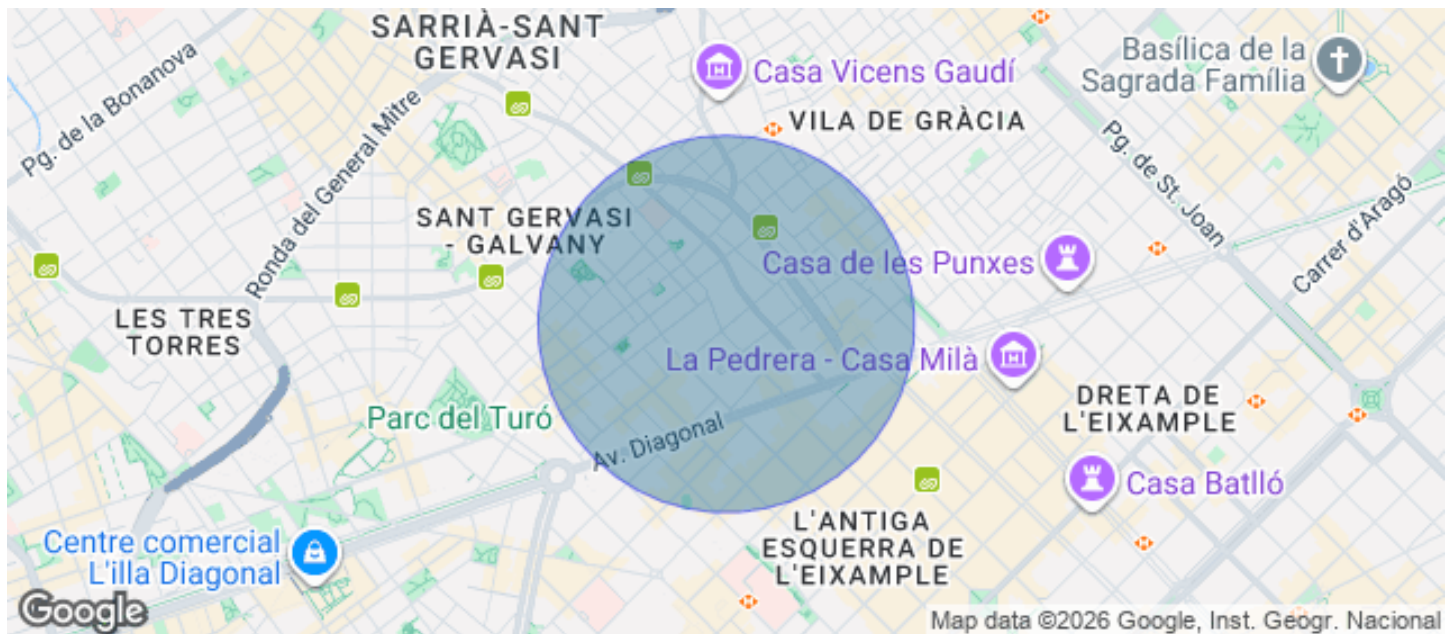 SARRIÀ-SANT
GERVASI
Pg. de la Bonanova
Ronda del General Mitre
Casa Vicens Gaudí
VILA DE GRÀCIA
Basílica de la
Sagrada Família
Pg. de St. Joan
Carrer d'Aragó
SANT GERVASI
- GALVANY
Casa de les Punxes
LES TRES
TORRES
La Pedrera - Casa Milà
Parc del Turó
Av. Diagonal
DRETA DE
L'EIXAMPLE
Casa Batlló
L'ANTIGA
ESQUERRA DE
L'EIXAMPLE
Centre comercial
L'illa Diagonal
Google
Map data ©2026 Google, Inst. Geogr. Nacional